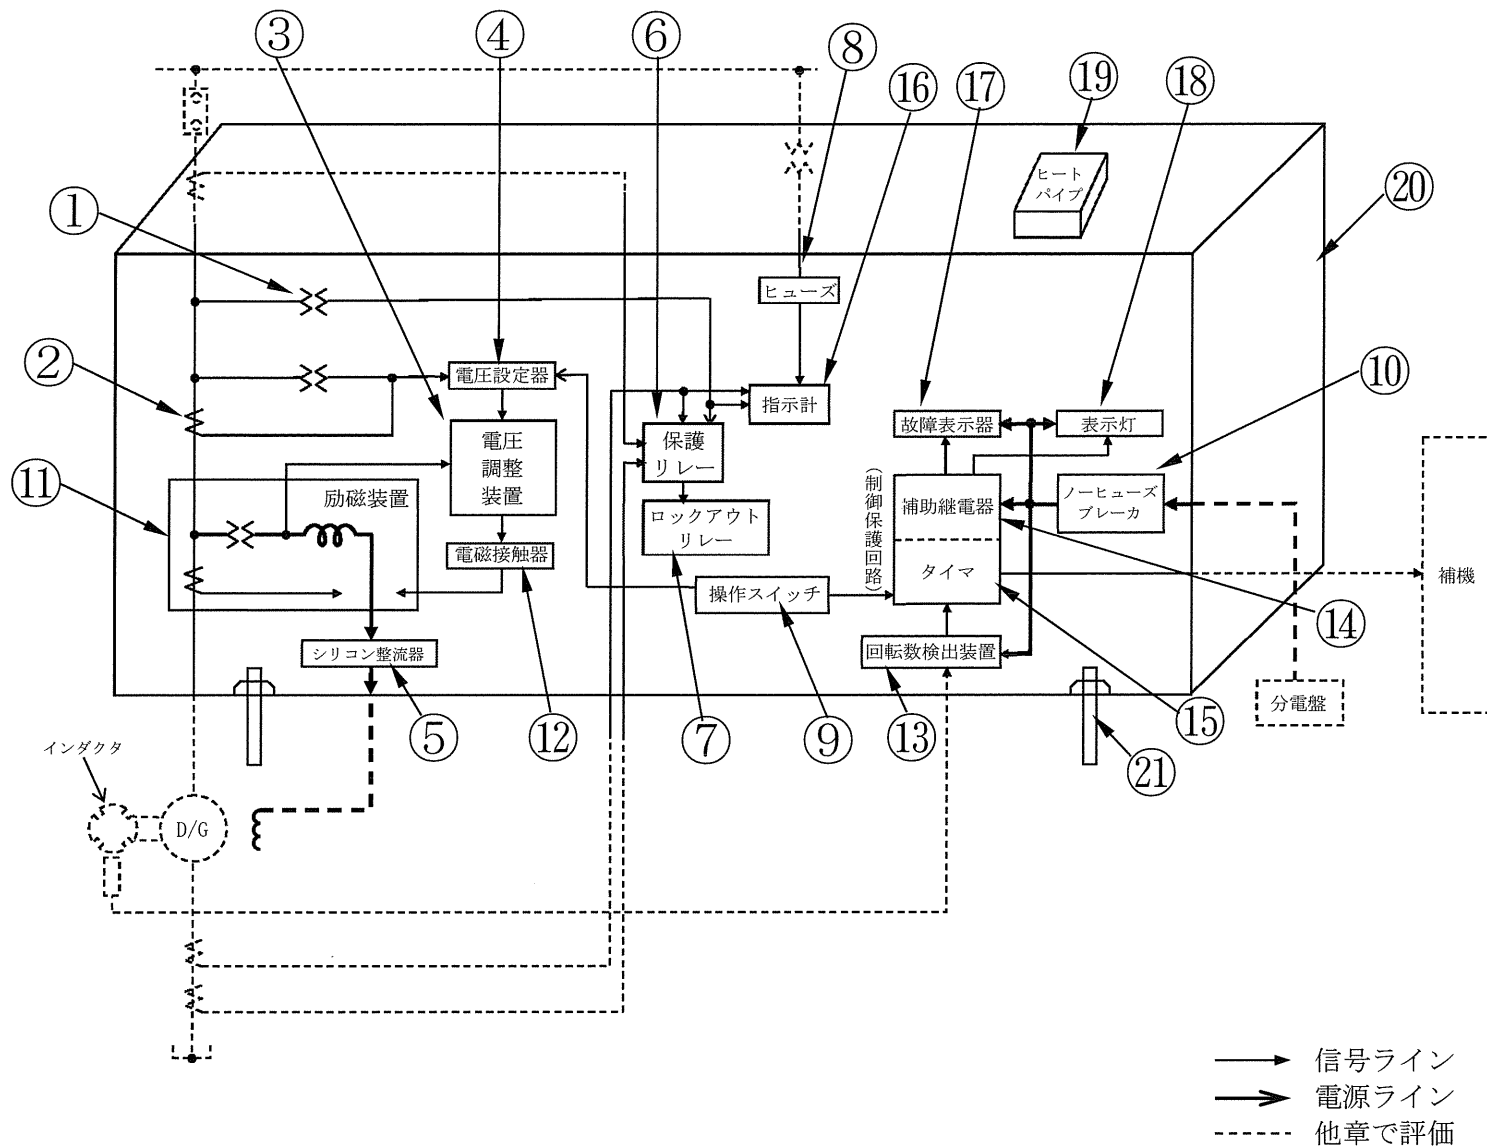 ③
④
⑥
⑧
⑯
⑰
⑲
⑱
ヒート
パイプ
⑳
①
ヒューズ
②
電圧設定器
指示計
⑩
故障表示器
表示灯
電圧
調整
装置
保護
リレー
⑪
励磁装置
(制御保護回路)
補助継電器
ノーヒューズ
ブレーカ
ロックアウト
リレー
電磁接触器
タイマ
補機
操作スイッチ
⑭
シリコン整流器
回転数検出装置
分電盤
⑤
⑫
⑦
⑨
⑬
⑮
㉑
インダクタ
D/G
信号ライン
電源ライン
他章で評価